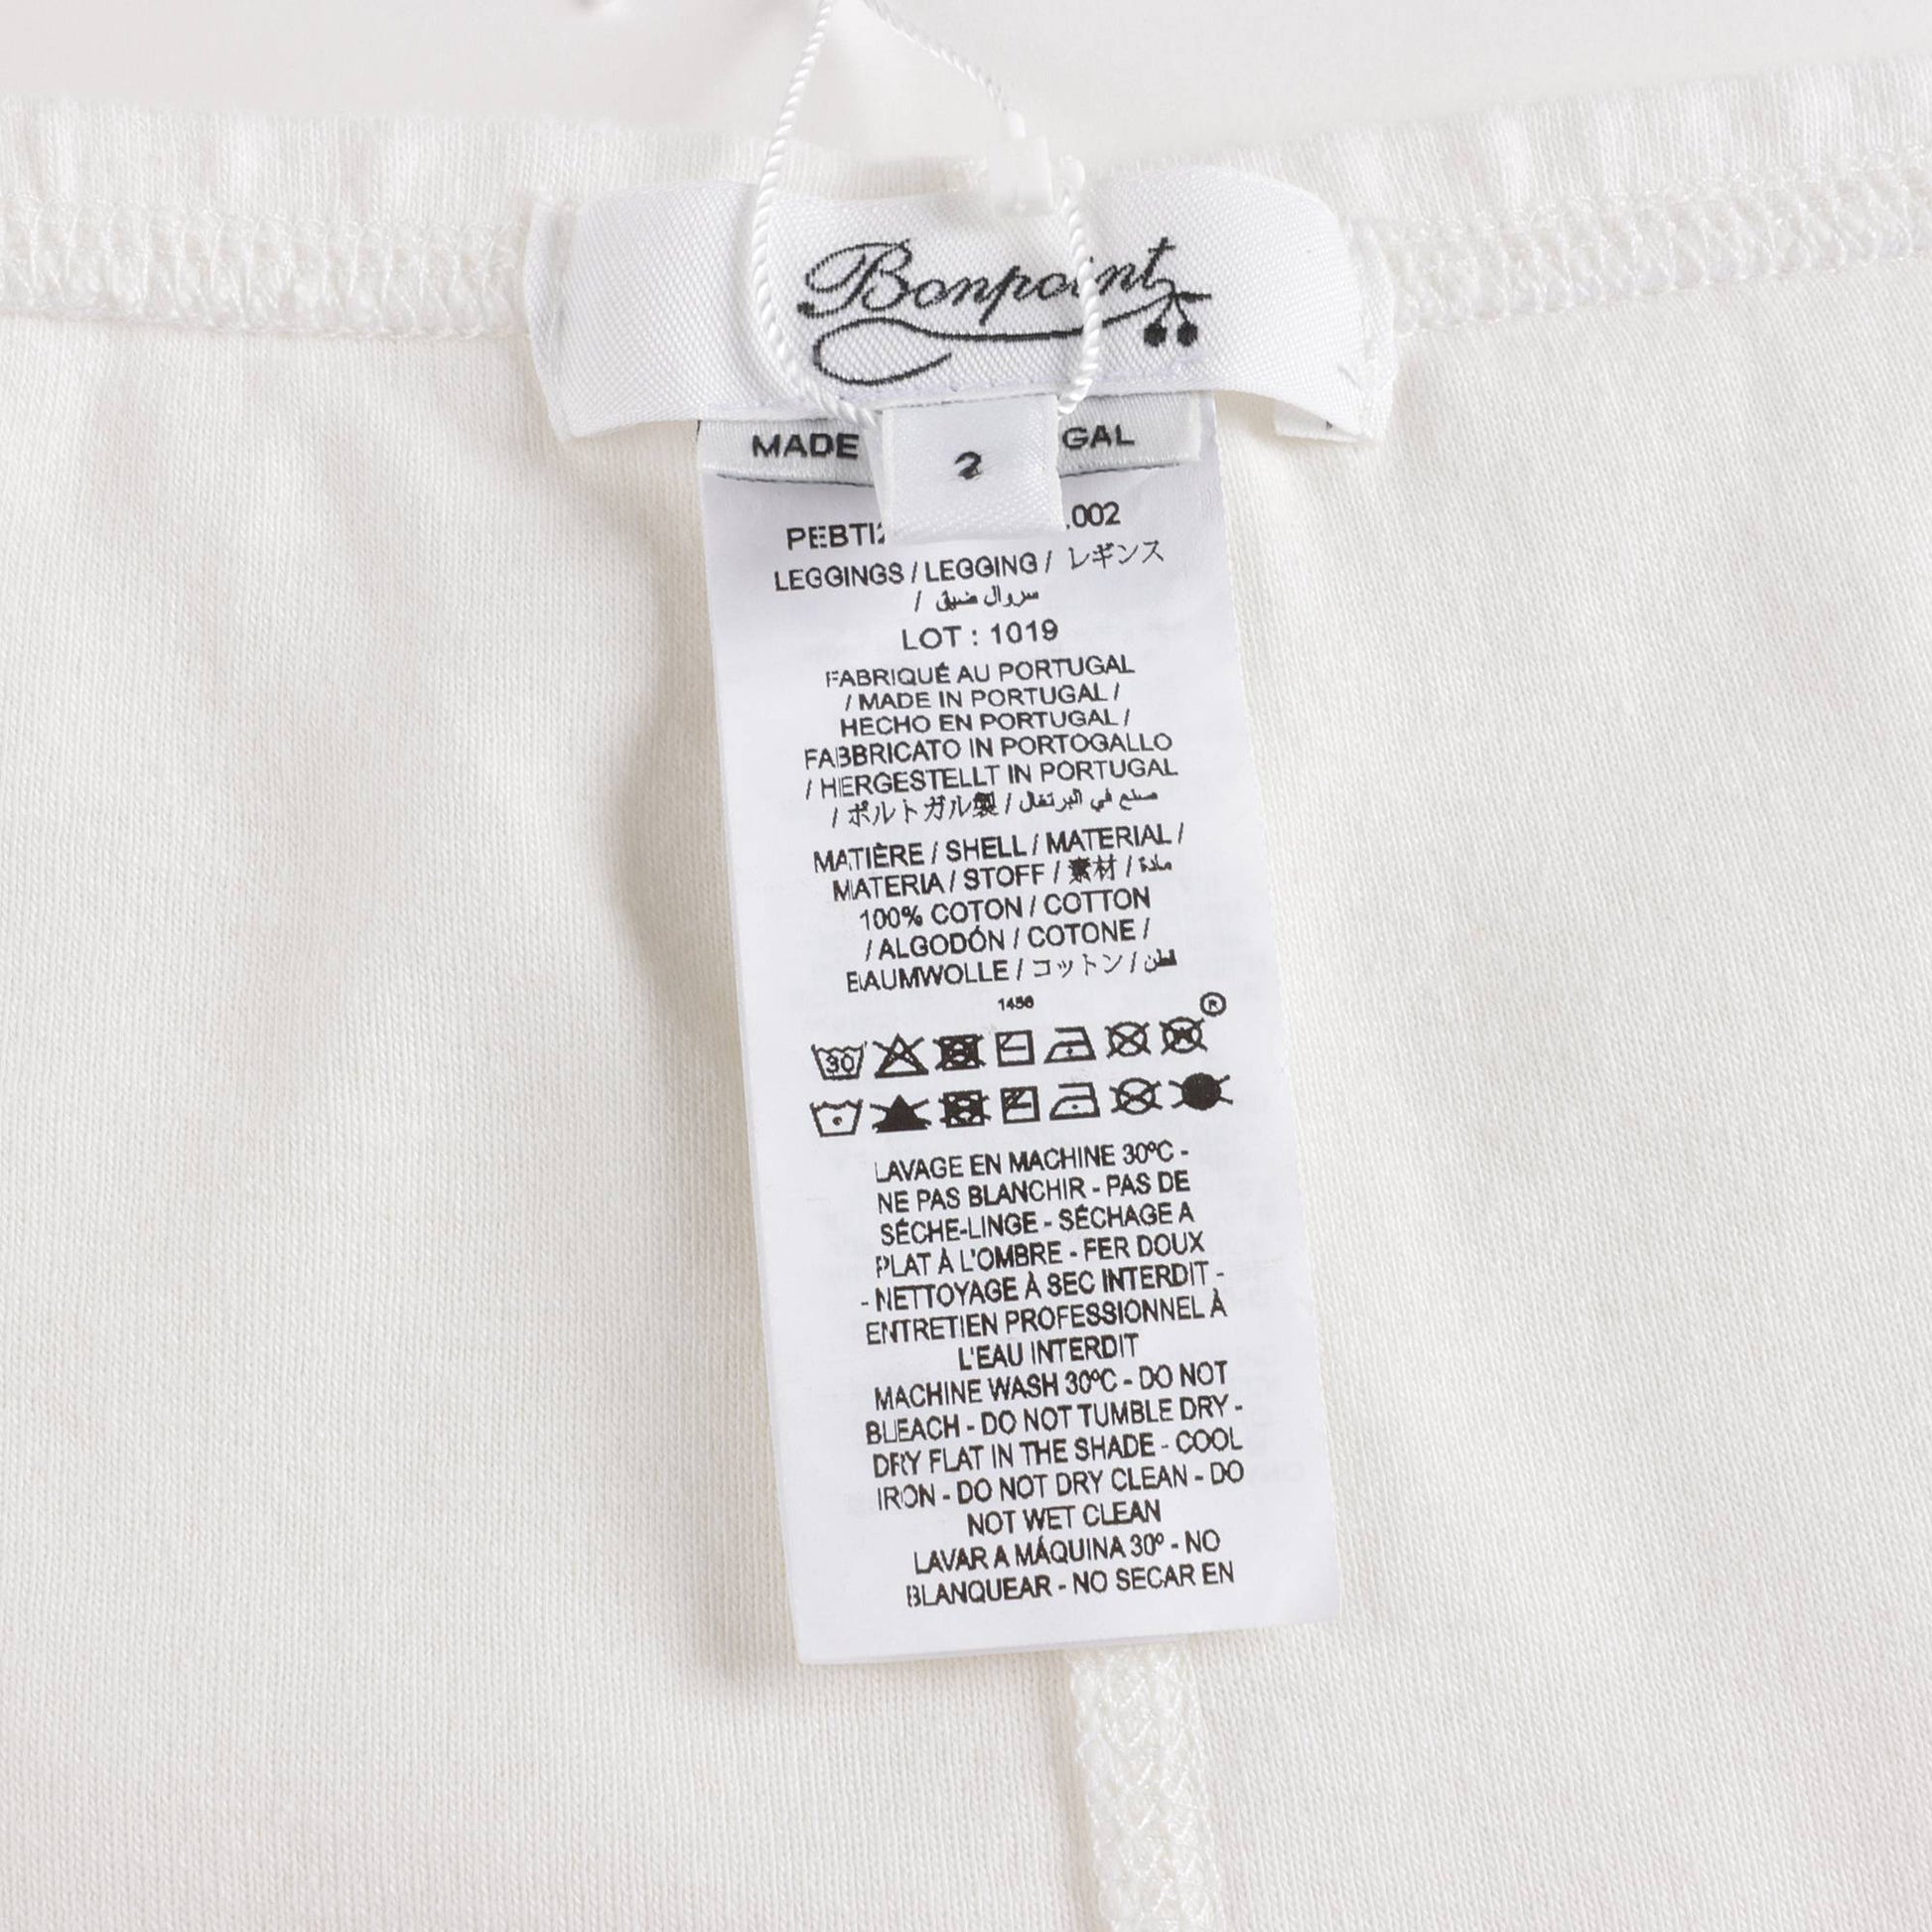 Bonpoint
MADE GAL
2
.002
LEGGINGS / LEGGING / レギンス
/ سروال ضيق
LOT : 1019
FABRIQUÉ AU PORTUGAL
/ MADE IN PORTUGAL /
HECHO EN PORTUGAL /
FABBRICATO IN PORTOGALLO
/ HERGESTELLT IN PORTUGAL
/ ポルトガル製 / صنع في البرتغال
MATIÈRE / SHELL / MATERIAL /
MATERIA / STOFF / 素材 / مادة
100% COTON / COTTON
/ ALGODÓN / COTONE /
BAUMWOLLE / コットン / قطن
1456
30 ®
LAVAGE EN MACHINE 30ºC -
NE PAS BLANCHIR - PAS DE
SÉCHE-LINGE - SÉCHAGE A
PLAT À L'OMBRE - FER DOUX
- NETTOYAGE À SEC INTERDIT -
ENTRETIEN PROFESSIONNEL À
L'EAU INTERDIT
MACHINE WASH 30ºC - DO NOT
BLEACH - DO NOT TUMBLE DRY -
DRY FLAT IN THE SHADE - COOL
IRON - DO NOT DRY CLEAN - DO
NOT WET CLEAN
LAVAR A MÁQUINA 30º - NO
BLANQUEAR - NO SECAR EN